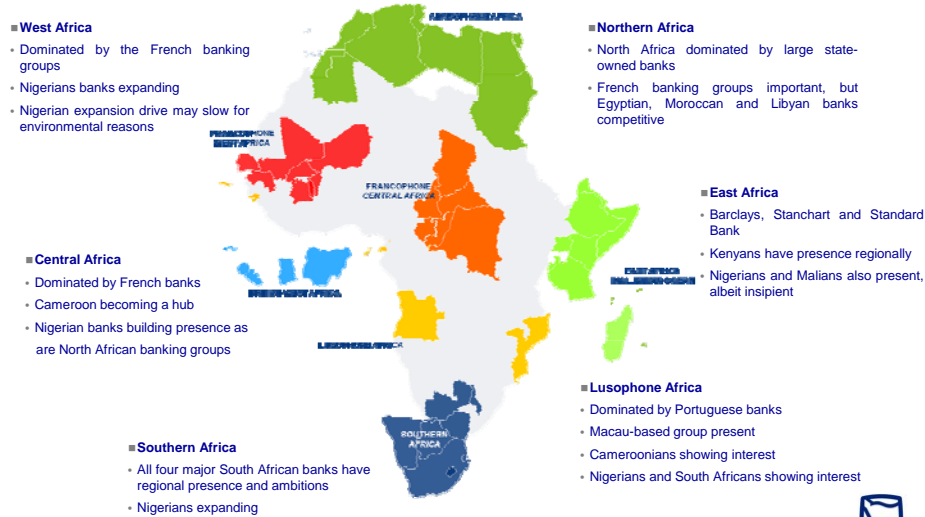 West Africa
• Dominated by the French banking
groups
• Nigerians banks expanding
• Nigerian expansion drive may slow for
environmental reasons
Northern Africa
• North Africa dominated by large state-
owned banks
• French banking groups important, but
Egyptian, Moroccan and Libyan banks
competitive
FRANCOPHONE
CENTRAL AFRICA
East Africa
• Barclays, Stanchart and Standard
Bank
• Kenyans have presence regionally
• Nigerians and Malians also present,
albeit insipient
Central Africa
• Dominated by French banks
• Cameroon becoming a hub
• Nigerian banks building presence as
are North African banking groups
Lusophone Africa
• Dominated by Portuguese banks
• Macau-based group present
• Cameroonians showing interest
• Nigerians and South Africans showing interest
SOUTHERN
AFRICA
Southern Africa
• All four major South African banks have
regional presence and ambitions
• Nigerians expanding